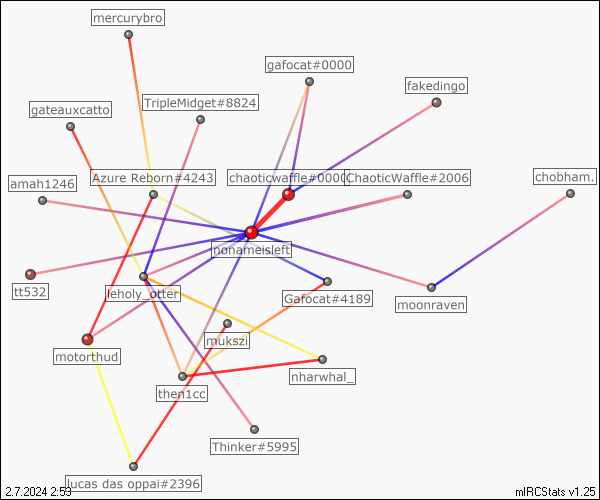 mercurybro
gafocat#0000
fakedingo
gateauxcatto
TripleMidget#8824
amah1246
Azure Reborn#4243
chaoticwaffle#0000
ChaoticWaffle#2006
chobham.
nonameisleft
tt532
leholy_otter
Gafocat#4189
moonraven
mukszi
motorthud
nharwhal_
then1cc
Thinker#5995
lucas das oppai#2396
2.7.2024 2:53
mIRCStats v1.25